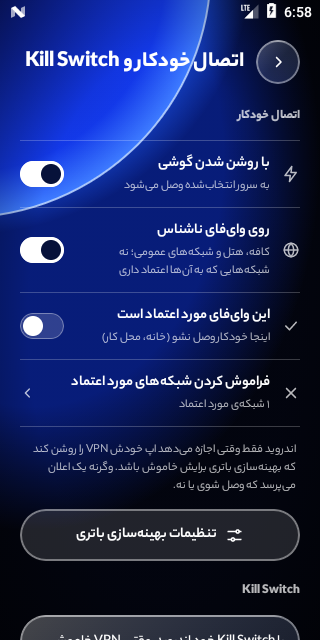 6:58
LTE
اتصال خودکار و Kill Switch
اتصال خودکار
با روشن شدن گوشی
به سرور انتخاب‌شده وصل می‌شود
روی وای‌فای ناشناس
کافه، هتل و شبکه‌های عمومی؛ نه
شبکه‌هایی که به آن‌ها اعتماد داری
این وای‌فای مورد اعتماد است
اینجا خودکار وصل نشو (خانه، محل کار)
فراموش کردن شبکه‌های مورد اعتماد
۱ شبکه‌ی مورد اعتماد
اندروید فقط وقتی اجازه می‌دهد اپ خودش VPN را روشن کند
که بهینه‌سازی باتری برایش خاموش باشد. وگرنه یک اعلان
می‌پرسد که وصل شوی یا نه.
تنظیمات بهینه‌سازی باتری
Kill Switch